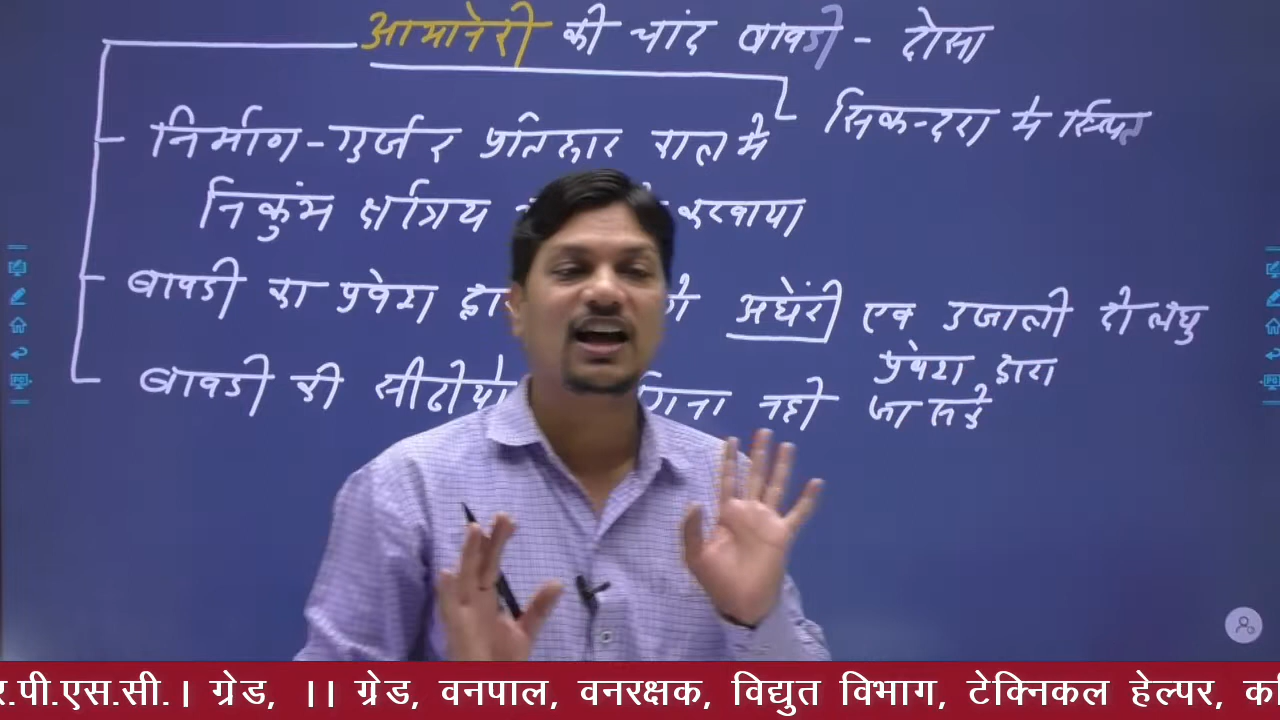 आभानेरी की चांद बावडी - दोसा
सिकन्दरा मे स्थित
निर्माण - गुर्जर प्रतिहार काल मे
निकुंभ क्षत्रिय करवाया
बावडी का प्रवेश अधेंरी एव उजाली दो लघु
प्रवेश द्वारा
बावडी की सीढीयो नही जा सके
र.पी.एस.सी. । ग्रेड, ।। ग्रेड, वनपाल, वनरक्षक, विद्युत विभाग, टेक्निकल हेल्पर,